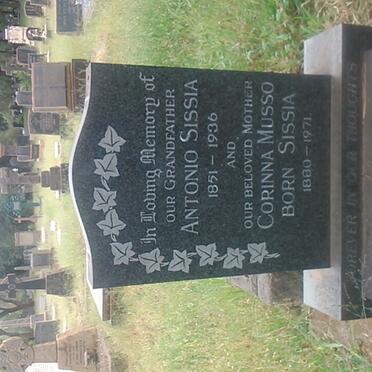 In Loving Memory of
OUR GRANDFATHER
ANTONIO SISSIA
1851 - 1936
AND
OUR BELOVED MOTHER
CORINNA MUSSO
BORN SISSIA
1880 - 1971.
FOREVER IN OUR THOUGHTS